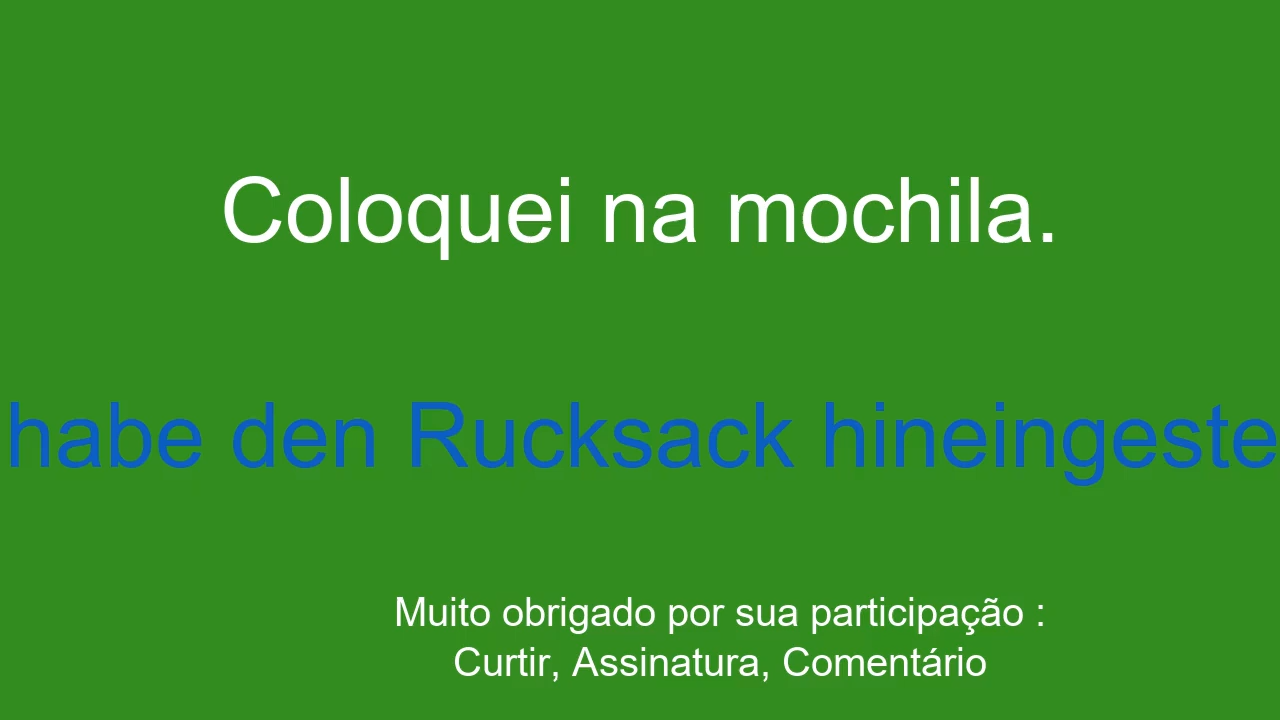 Coloquei na mochila.
habe den Rucksack hineingeste
Muito obrigado por sua participação :
Curtir, Assinatura, Comentário